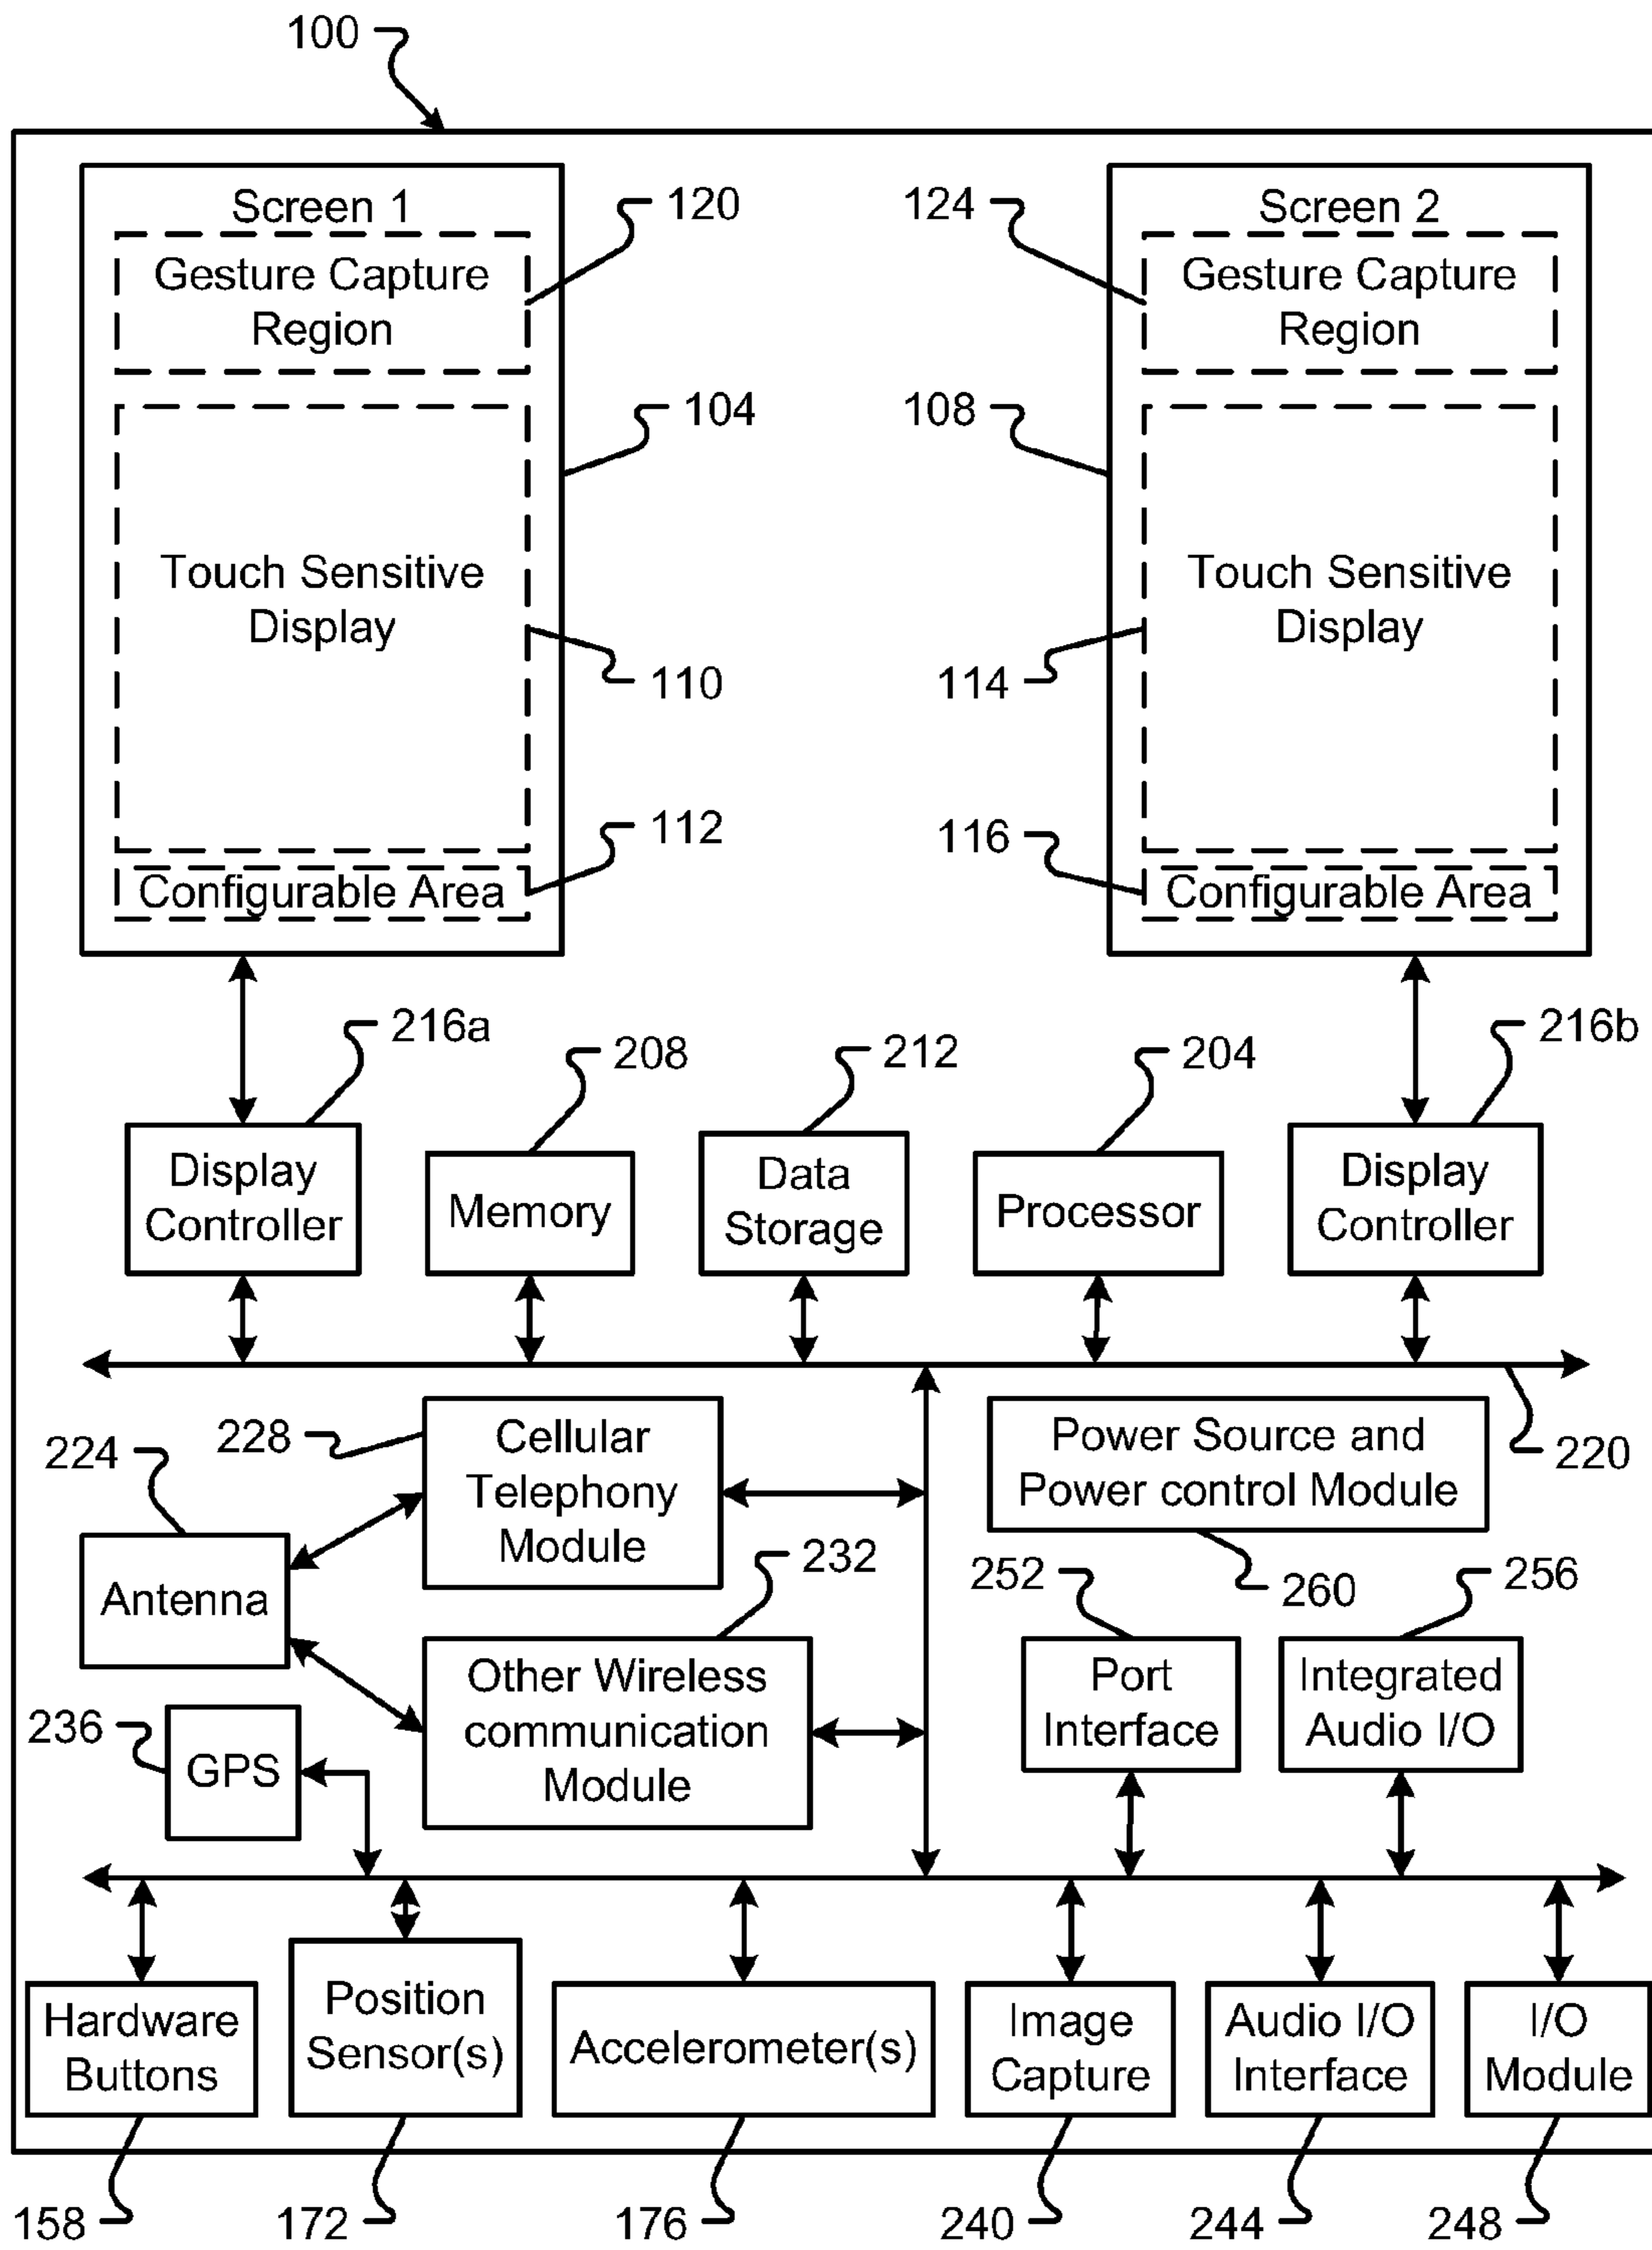 100
Screen 1
120
124
Screen 2
Gesture Capture
Region
Gesture Capture
Region
104
108
Touch Sensitive
Display
Touch Sensitive
Display
110
114
112
116
Configurable Area
Configurable Area
216a
208
212
204
216b
Display
Controller
Memory
Data
Storage
Processor
Display
Controller
228
Cellular
Telephony
Module
Power Source and
Power control Module
220
224
232
252
260
256
Antenna
Other Wireless
communication
Module
Port
Interface
Integrated
Audio I/O
236
GPS
Hardware
Buttons
Position
Sensor(s)
Accelerometer(s)
Image
Capture
Audio I/O
Interface
I/O
Module
158
172
176
240
244
248